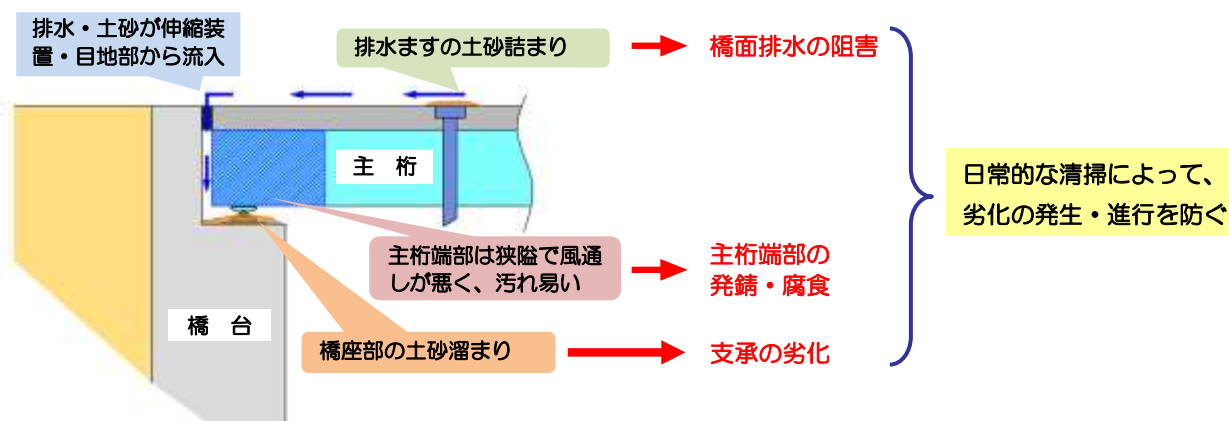 排水・土砂が伸縮装
置・目地部から流入
排水ますの土砂詰まり
橋面排水の阻害
主 桁
日常的な清掃によって、
劣化の発生・進行を防ぐ
主桁端部は狭隘で風通
しが悪く、汚れ易い
主桁端部の
発錆・腐食
橋 台
橋座部の土砂溜まり
支承の劣化